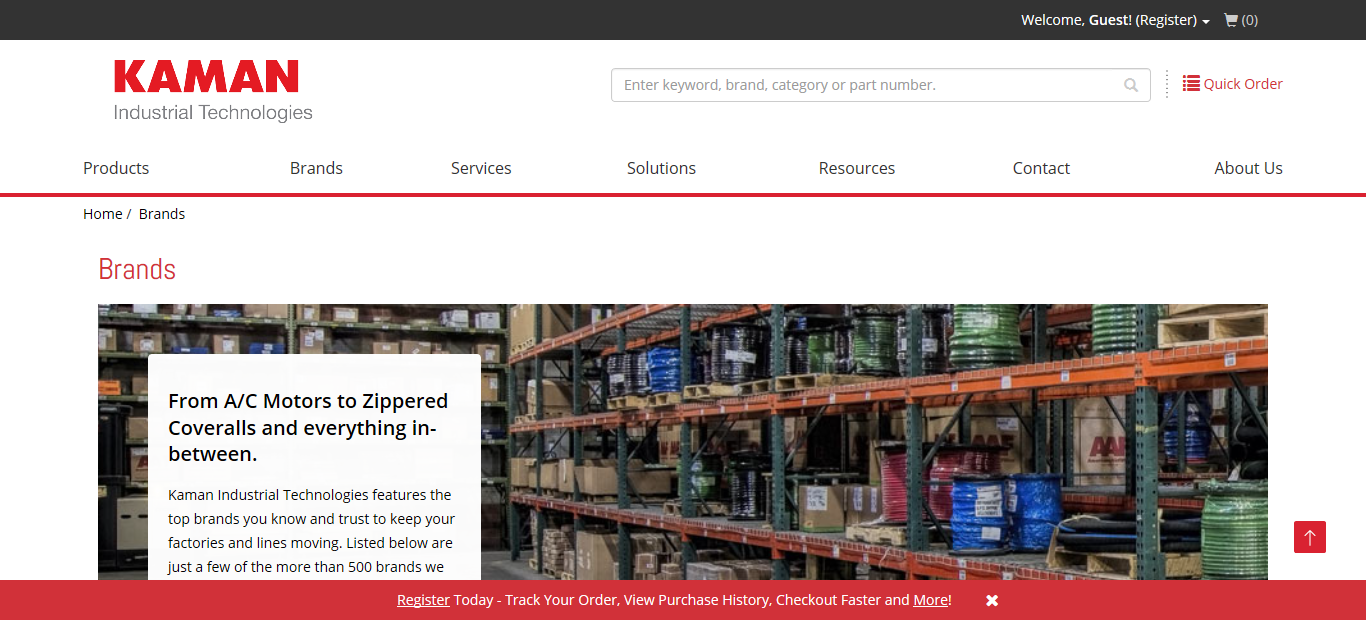 Welcome, Guest! (Register) (0)
KAMAN
Industrial Technologies
Enter keyword, brand, category or part number.
Quick Order
Products Brands Services Solutions Resources Contact About Us
Home / Brands
Brands
From A/C Motors to Zippered
Coveralls and everything in-
between.
Kaman Industrial Technologies features the
top brands you know and trust to keep your
factories and lines moving. Listed below are
just a few of the more than 500 brands we
Register Today - Track Your Order, View Purchase History, Checkout Faster and More!